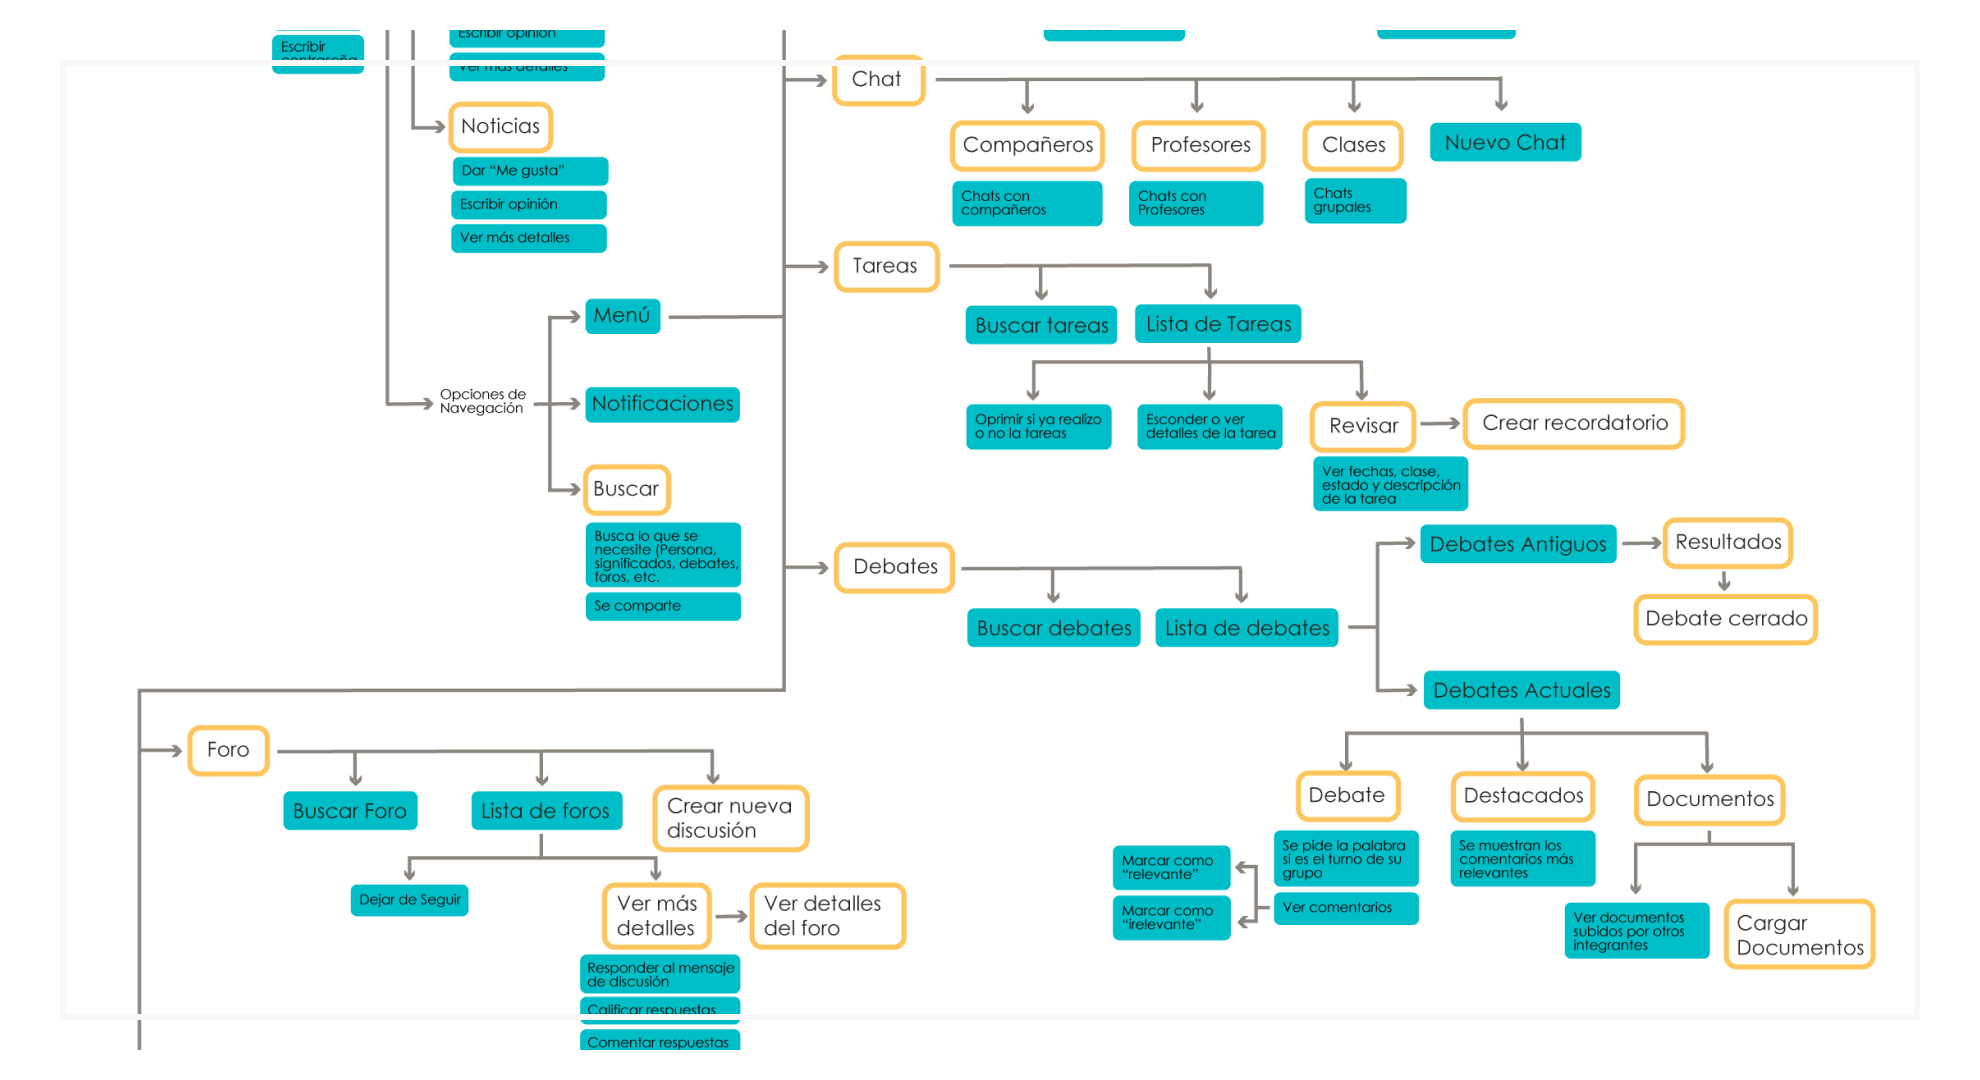 Escribir
contraseña
Escribir opinión
Ver más detalles
Noticias
Dar “Me gusta”
Escribir opinión
Ver más detalles
Chat
Compañeros
Chats con
compañeros
Profesores
Chats con
Profesores
Clases
Chats
grupales
Nuevo Chat
Tareas
Buscar tareas
Lista de Tareas
Oprimir si ya realizo
o no la tareas
Esconder o ver
detalles de la tarea
Revisar
Crear recordatorio
Ver fechas, clase,
estado y descripción
de la tarea
Opciones de
Navegación
Menú
Notificaciones
Buscar
Busca lo que se
necesite (Persona,
significados, debates,
foros, etc.
Se comparte
Debates
Buscar debates
Lista de debates
Debates Antiguos
Resultados
Debate cerrado
Debates Actuales
Debate
Se pide la palabra
si es el turno de su
grupo
Ver comentarios
Marcar como
“relevante”
Marcar como
“irelevante”
Destacados
Se muestran los
comentarios más
relevantes
Documentos
Ver documentos
subidos por otros
integrantes
Cargar
Documentos
Foro
Buscar Foro
Lista de foros
Crear nueva
discusión
Dejar de Seguir
Ver más
detalles
Ver detalles
del foro
Responder al mensaje
de discusión
Calificar respuestas
Comentar respuestas